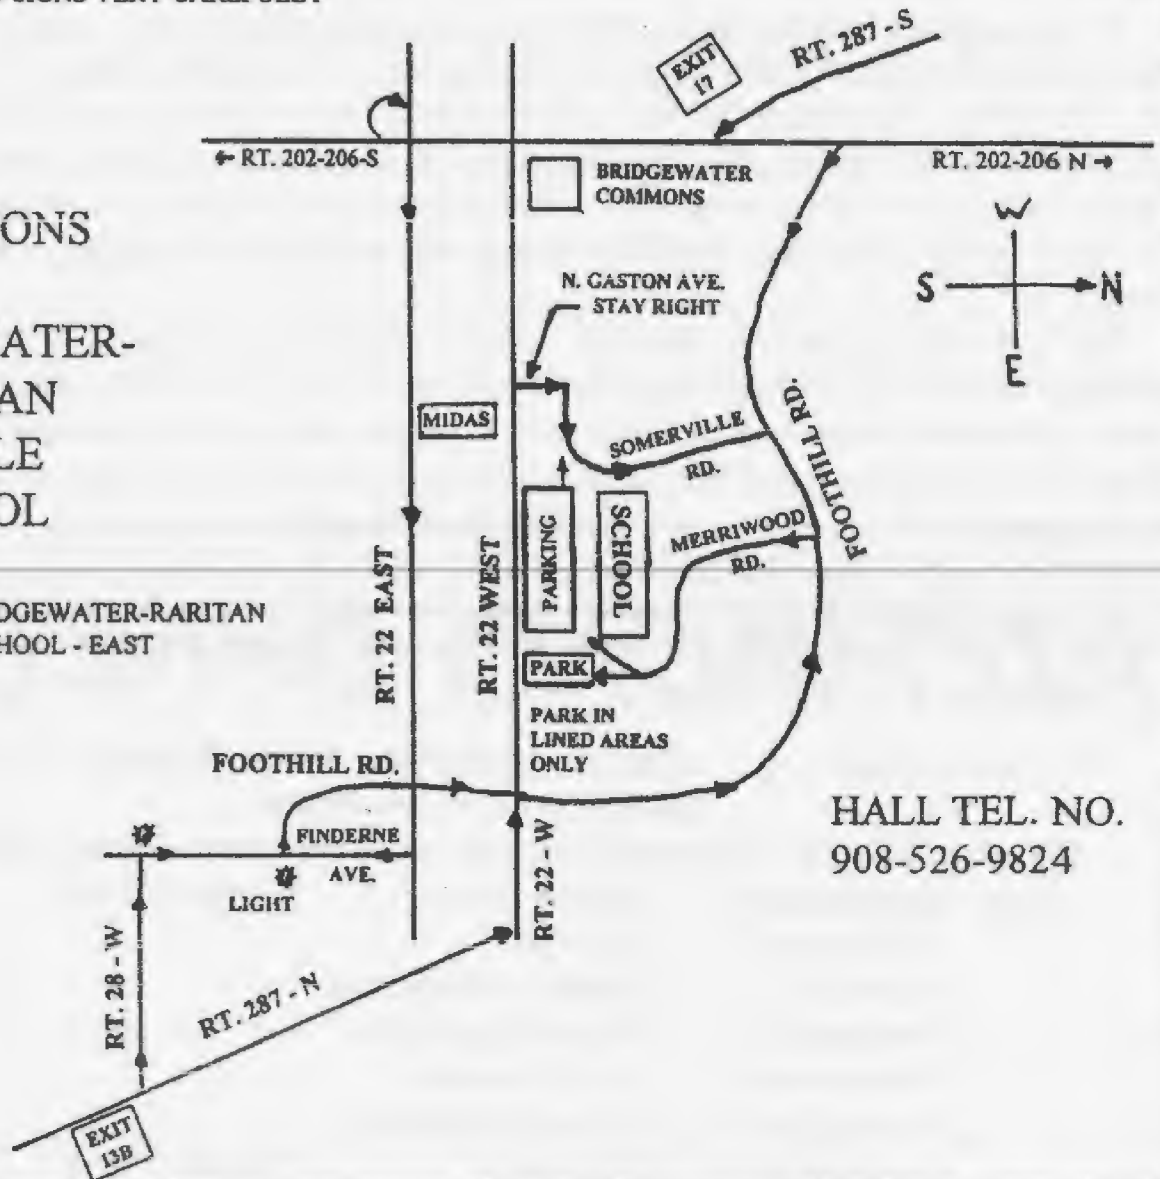 RT. 287 - S
EXIT
17
← RT. 202-206-S
RT. 202-206 N →
BRIDGEWATER
COMMONS
W
S N
E
N. GASTON AVE.
STAY RIGHT
ONS
ATER-
AN
LE
OL
MIDAS
SOMERVILLE
RD.
FOOTHILL RD.
PARKING
SCHOOL
MERRIWOOD
RD.
RT. 22 EAST
RT. 22 WEST
DGEWATER-RARITAN
HOOL - EAST
PARK
PARK IN
LINED AREAS
ONLY
FOOTHILL RD.
FINDERNE
AVE.
LIGHT
HALL TEL. NO.
908-526-9824
RT. 22 - W
RT. 28 - W
RT. 287 - N
EXIT
13B